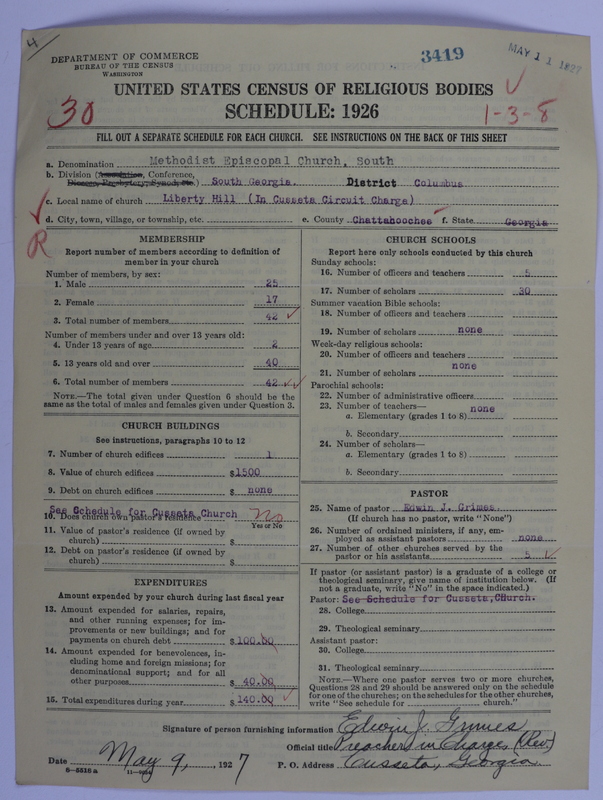 4
DEPARTMENT OF COMMERCE
BUREAU OF THE CENSUS
WASHINGTON
3419
MAY 11 1927
UNITED STATES CENSUS OF RELIGIOUS BODIES
30
SCHEDULE: 1926
1-3-8
FILL OUT A SEPARATE SCHEDULE FOR EACH CHURCH. SEE INSTRUCTIONS ON THE BACK OF THIS SHEET
a. Denomination Methodist Episcopal Church, South
b. Division (Association, Conference,
Diocese, Presbytery, Synod, Etc.) South Georgia. District Columbus
c. Local name of church Liberty Hill (In Cusseta Circuit Charge)
d. City, town, village, or township, etc. e. County Chattahoochee f. State Georgia
R
MEMBERSHIP
Report number of members according to definition of
member in your church
Number of members, by sex:
1. Male 25
2. Female 17
3. Total number of members 42
Number of members under and over 13 years old:
4. Under 13 years of age 2
5. 13 years old and over 40
6. Total number of members 42
NOTE.—The total given under Question 6 should be the
same as the total of males and females given under Question 3.
CHURCH BUILDINGS
See instructions, paragraphs 10 to 12
7. Number of church edifices 1
8. Value of church edifices $1500
9. Debt on church edifices $ none
See Schedule for Cusseta Church
10. Does church own pastor's residence No
Yes or No
11. Value of pastor's residence (if owned by
church) $
12. Debt on pastor's residence (if owned by
church) $
EXPENDITURES
Amount expended by your church during last fiscal year
13. Amount expended for salaries, repairs,
and other running expenses; for im-
provements or new buildings; and for
payments on church debt $100.00
14. Amount expended for benevolences, in-
cluding home and foreign missions; for
denominational support; and for all
other purposes $ 40.00
15. Total expenditures during year $140.00
CHURCH SCHOOLS
Report here only schools conducted by this church
Sunday schools:
16. Number of officers and teachers 5
17. Number of scholars 30
Summer vacation Bible schools:
18. Number of officers and teachers
19. Number of scholars none
Week-day religious schools:
20. Number of officers and teachers
none
21. Number of scholars
Parochial schools:
22. Number of administrative officers
23. Number of teachers— none
a. Elementary (grades 1 to 8)
b. Secondary
24. Number of scholars—
a. Elementary (grades 1 to 8)
b. Secondary
PASTOR
25. Name of pastor Edwin J. Grimes
(If church has no pastor, write "None")
26. Number of ordained ministers, if any, em-
ployed as assistant pastors none
27. Number of other churches served by the
pastor or his assistants 5
If pastor (or assistant pastor) is a graduate of a college or
theological seminary, give name of institution below. (If
not a graduate, write "No" in the space indicated.)
Pastor: See Schedule for Cusseta,Church.
28. College
29. Theological seminary
Assistant pastor:
30. College
31. Theological seminary
NOTE.—Where one pastor serves two or more churches,
Questions 28 and 29 should be answered only on the schedule
for one of the churches; on the schedules for the other churches,
write "See schedule for church."
Signature of person furnishing information Edwin J. Grimes
Official title Preacher in Charge (Rev)
Date May 9, , 1927 P. O. Address Cusseta, Georgia